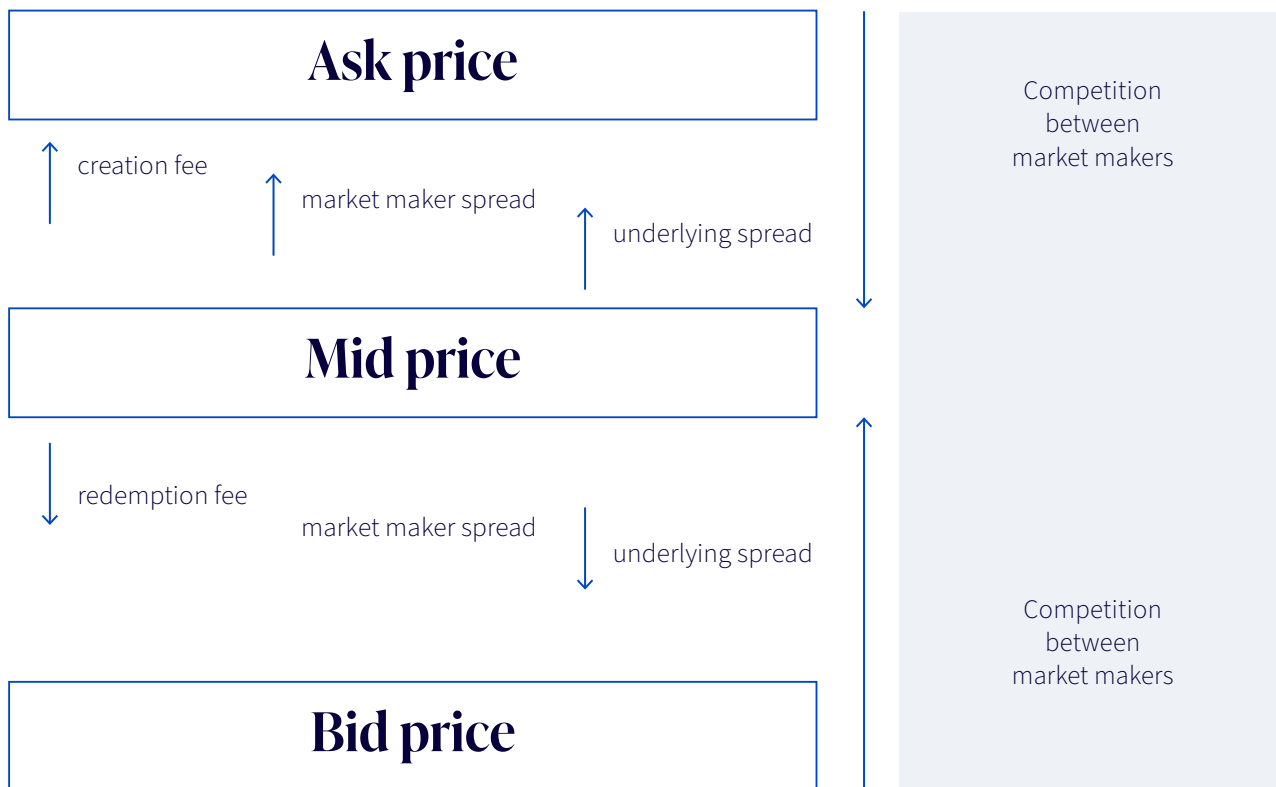 Ask price
Competition
between
market makers
creation fee
market maker spread
underlying spread
Mid price
redemption fee
market maker spread
underlying spread
Competition
between
market makers
Bid price